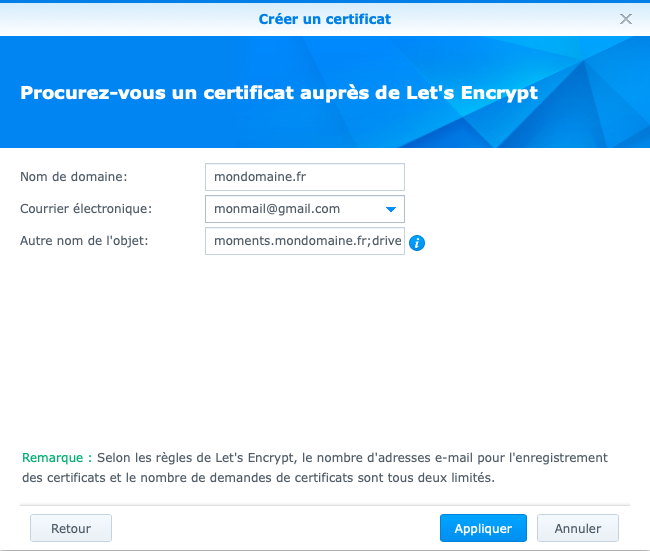 Créer un certificat
Procurez-vous un certificat auprès de Let's Encrypt
Nom de domaine: mondomaine.fr
Courrier électronique: monmail@gmail.com
Autre nom de l'objet: moments.mondomaine.fr;drive
Remarque : Selon les règles de Let's Encrypt, le nombre d'adresses e-mail pour l'enregistrement
des certificats et le nombre de demandes de certificats sont tous deux limités.
Retour Appliquer Annuler